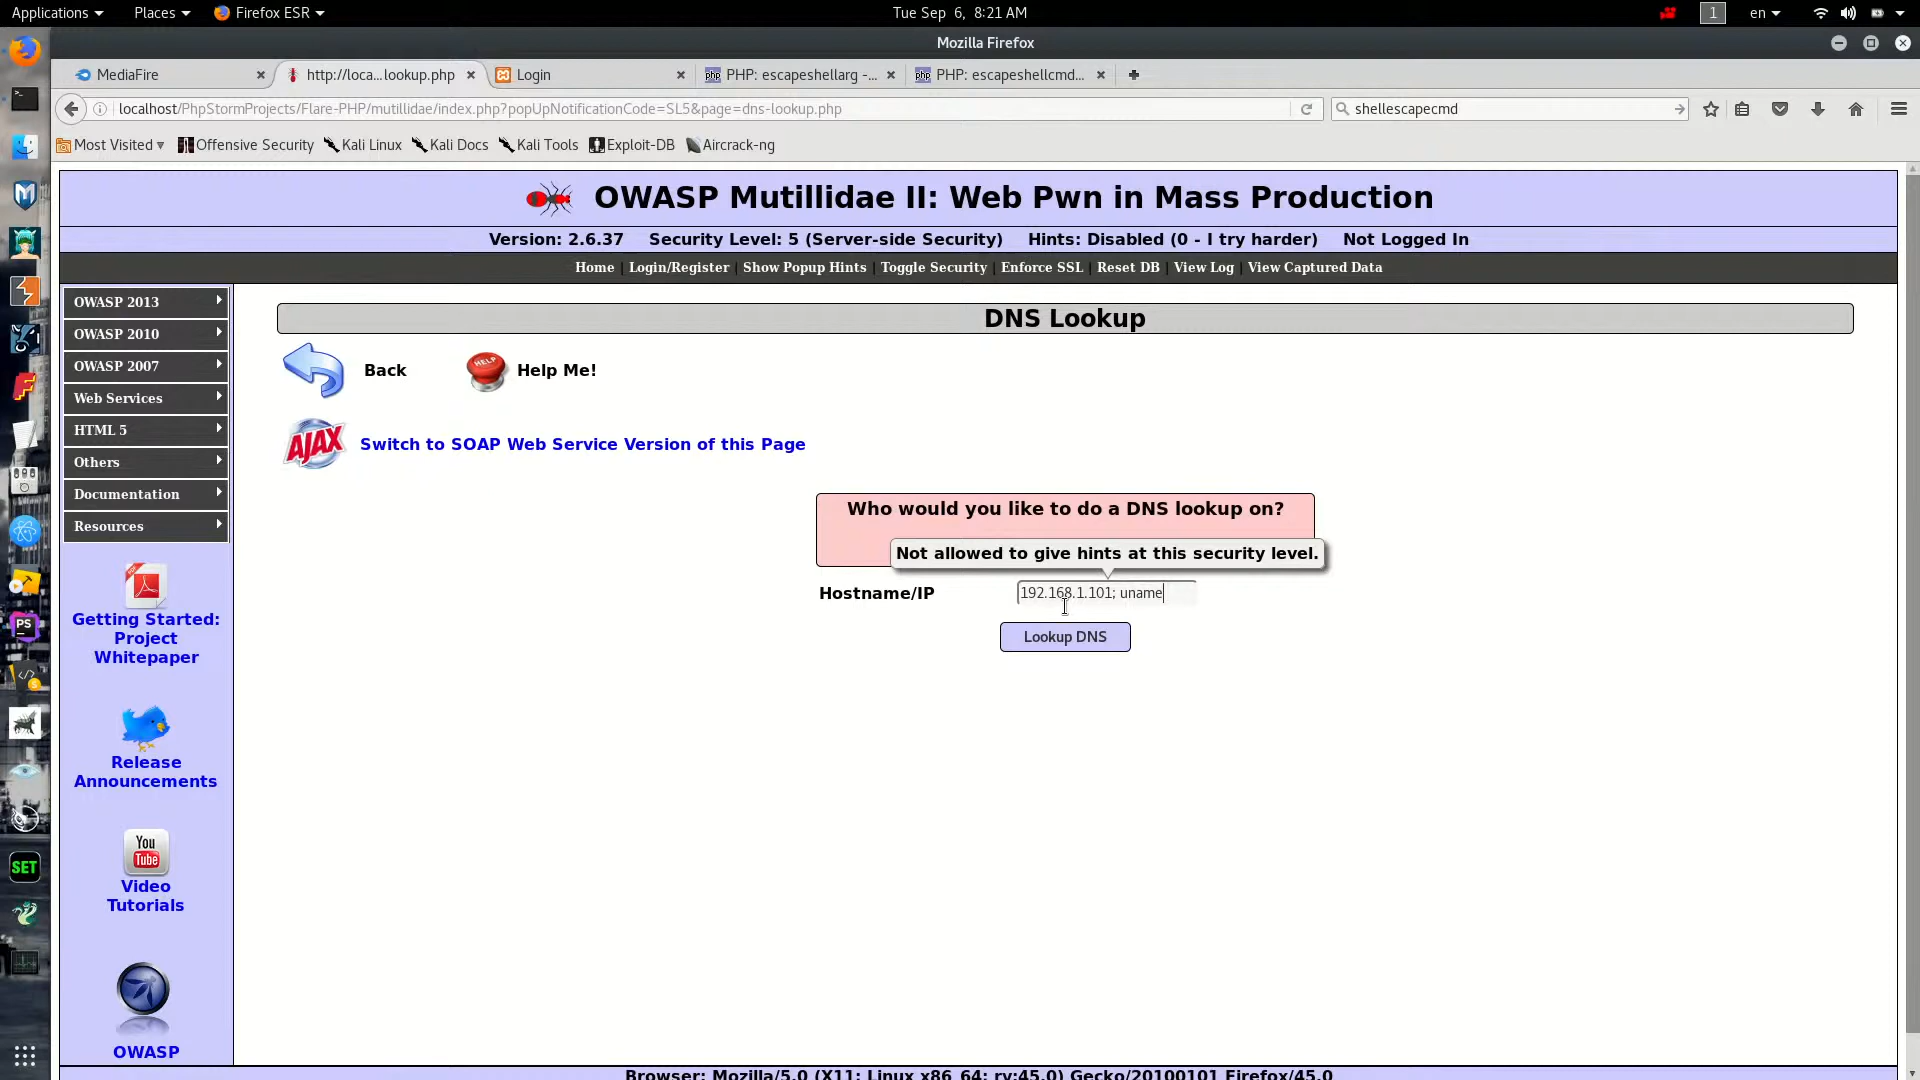 Applications ▾ Places ▾ Firefox ESR ▾ Tue Sep 6, 8:21 AM 1 en ▾
Mozilla Firefox
MediaFire × http://loca...lookup.php × Login × php PHP: escapeshellarg -... × php PHP: escapeshellcmd... ×
localhost/PhpStormProjects/Flare-PHP/mutillidae/index.php?popUpNotificationCode=SL5&page=dns-lookup.php shellescapecmd
Most Visited ▾ Offensive Security Kali Linux Kali Docs Kali Tools Exploit-DB Aircrack-ng
OWASP Mutillidae II: Web Pwn in Mass Production
Version: 2.6.37 Security Level: 5 (Server-side Security) Hints: Disabled (0 - I try harder) Not Logged In
Home | Login/Register | Show Popup Hints | Toggle Security | Enforce SSL | Reset DB | View Log | View Captured Data
OWASP 2013
OWASP 2010
OWASP 2007
Web Services
HTML 5
Others
Documentation
Resources
PDF
Getting Started:
Project
Whitepaper
Release
Announcements
You
Tube
Video
Tutorials
OWASP
DNS Lookup
Back HELP Help Me!
AJAX Switch to SOAP Web Service Version of this Page
Who would you like to do a DNS lookup on?
Not allowed to give hints at this security level.
Hostname/IP 192.168.1.101; uname
Lookup DNS
PS
SET
Browser: Mozilla/5.0 (X11; Linux x86_64; rv:45.0) Gecko/20100101 Firefox/45.0